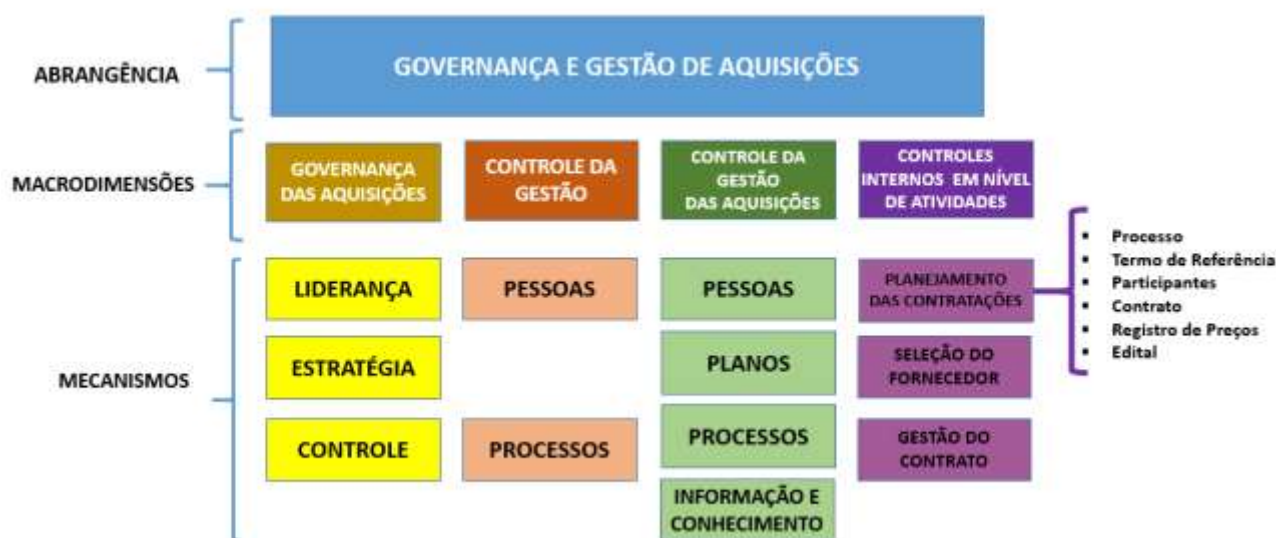 ABRANGÊNCIA
GOVERNANÇA E GESTÃO DE AQUISIÇÕES
MACRODIMENSÕES
GOVERNANÇA
DAS AQUISIÇÕES
CONTROLE DA
GESTÃO
CONTROLE DA
GESTÃO
DAS AQUISIÇÕES
CONTROLES
INTERNOS EM NÍVEL
DE ATIVIDADES
MECANISMOS
LIDERANÇA
PESSOAS
PESSOAS
PLANEJAMENTO
DAS CONTRATAÇÕES
ESTRATÉGIA
PLANOS
SELEÇÃO DO
FORNECEDOR
CONTROLE
PROCESSOS
PROCESSOS
GESTÃO DO
CONTRATO
INFORMAÇÃO E
CONHECIMENTO
▪ Processo
▪ Termo de Referência
▪ Participantes
▪ Contrato
▪ Registro de Preços
▪ Edital